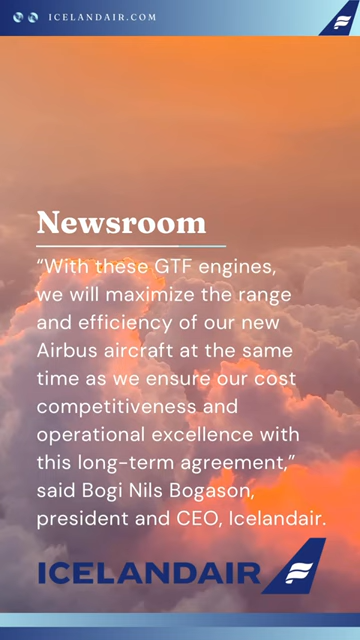 ICELANDAIR.COM
Newsroom
“With these GTF engines,
we will maximize the range
and efficiency of our new
Airbus aircraft at the same
time as we ensure our cost
competitiveness and
operational excellence with
this long-term agreement,”
said Bogi Nils Bogason,
president and CEO, Icelandair.
ICELANDAIR